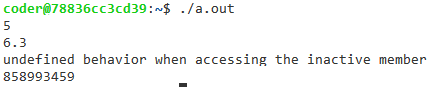 coder@78836cc3cd39:~$ ./a.out
5
6.3
undefined behavior when accessing the inactive member
858993459